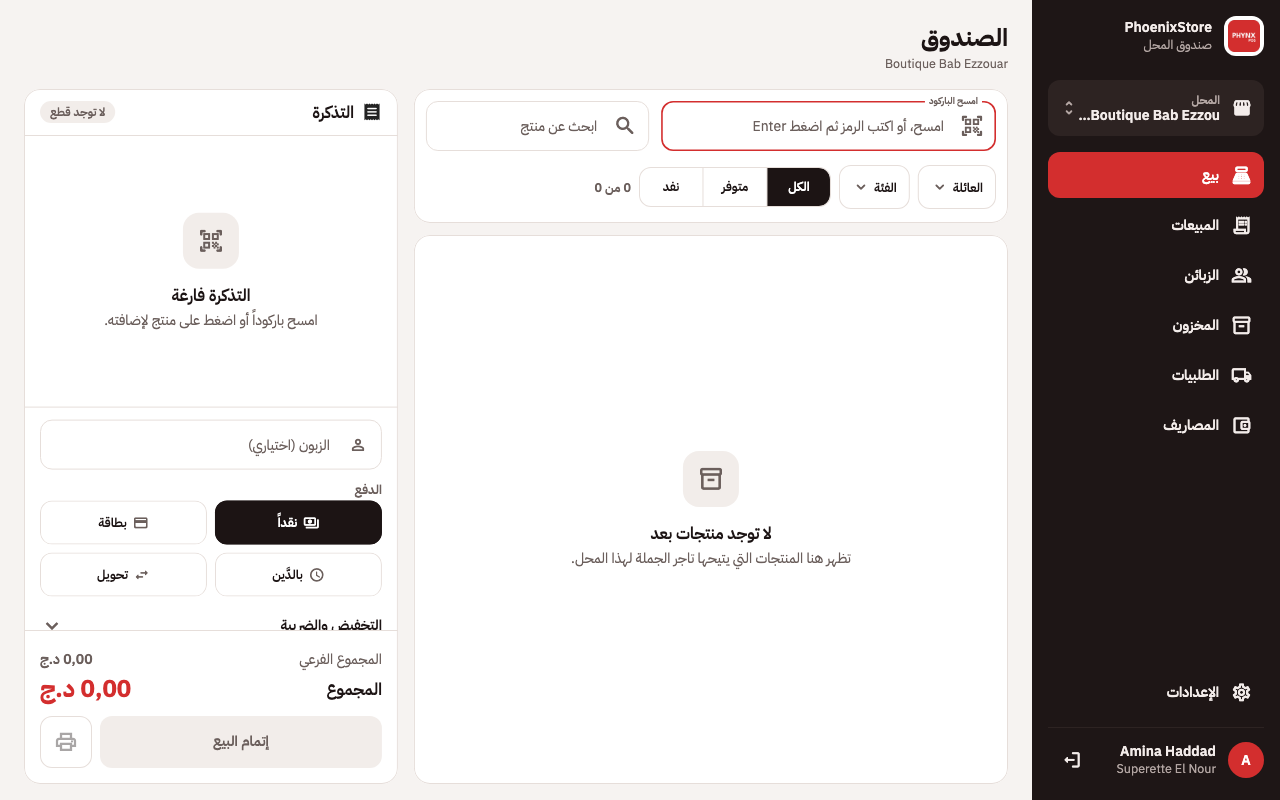 PHYNX
POS
PhoenixStore
صندوق المحل
المحل
Boutique Bab Ezzou...
بيع
المبيعات
الزبائن
المخزون
الطلبيات
المصاريف
الإعدادات
A
Amina Haddad
Superette El Nour
الصندوق
Boutique Bab Ezzouar
امسح الباركود
امسح، أو اكتب الرمز ثم اضغط Enter
ابحث عن منتج
العائلة
الفئة
الكل
متوفر
نفد
0 من 0
لا توجد منتجات بعد
تظهر هنا المنتجات التي يتيحها تاجر الجملة لهذا المحل.
التذكرة
لا توجد قطع
التذكرة فارغة
امسح باركوداً أو اضغط على منتج لإضافته.
الزبون (اختياري)
الدفع
نقداً
بطاقة
بالدَّين
تحويل
التخفيض والضريبة
المجموع الفرعي
0,00 د.ج
المجموع
0,00 د.ج
إتمام البيع